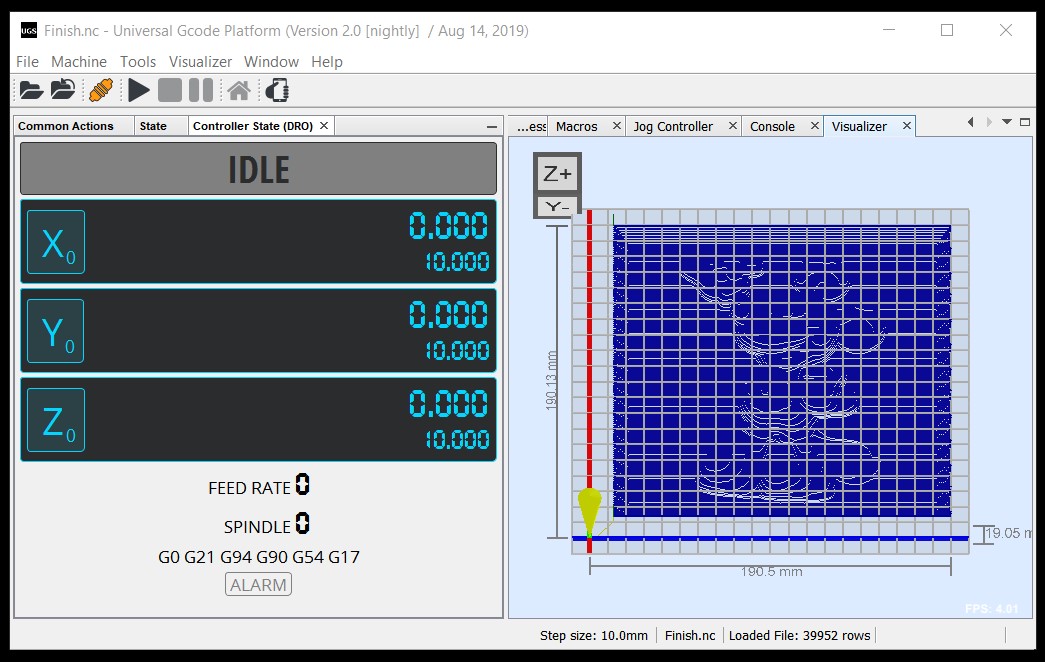 UGS Finish.nc - Universal Gcode Platform (Version 2.0 [nightly] / Aug 14, 2019)
File Machine Tools Visualizer Window Help
Common Actions State Controller State (DRO)
...ess Macros Jog Controller Console Visualizer
IDLE
X0 0.000
10.000
Y0 0.000
10.000
Z0 0.000
10.000
FEED RATE 0
SPINDLE 0
G0 G21 G94 G90 G54 G17
ALARM
Z+
Y-
190.13 mm
19.05 m
190.5 mm
FPS: 4.01
Step size: 10.0mm Finish.nc Loaded File: 39952 rows